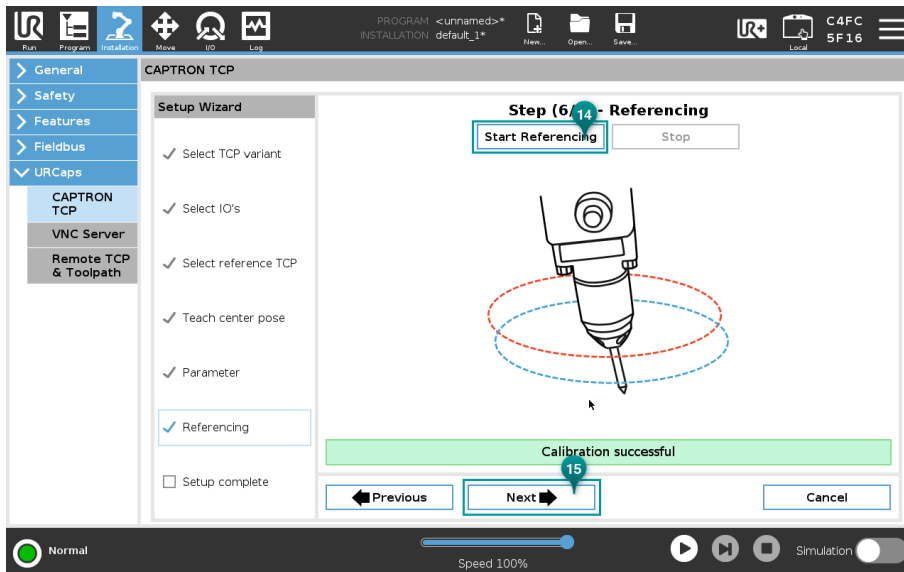 PROGRAM <unnamed>*
INSTALLATION default_1*
Run
Program
Installation
Move
I/O
Log
New...
Open...
Save...
UR+
Local
C4FC
5F16
General
Safety
Features
Fieldbus
URCaps
CAPTRON
TCP
VNC Server
Remote TCP
& Toolpath
CAPTRON TCP
Setup Wizard
Select TCP variant
Select IO's
Select reference TCP
Teach center pose
Parameter
Referencing
Setup complete
Step (6/ - Referencing
14
Start Referencing
Stop
Calibration successful
15
Previous
Next
Cancel
Normal
Speed 100%
Simulation